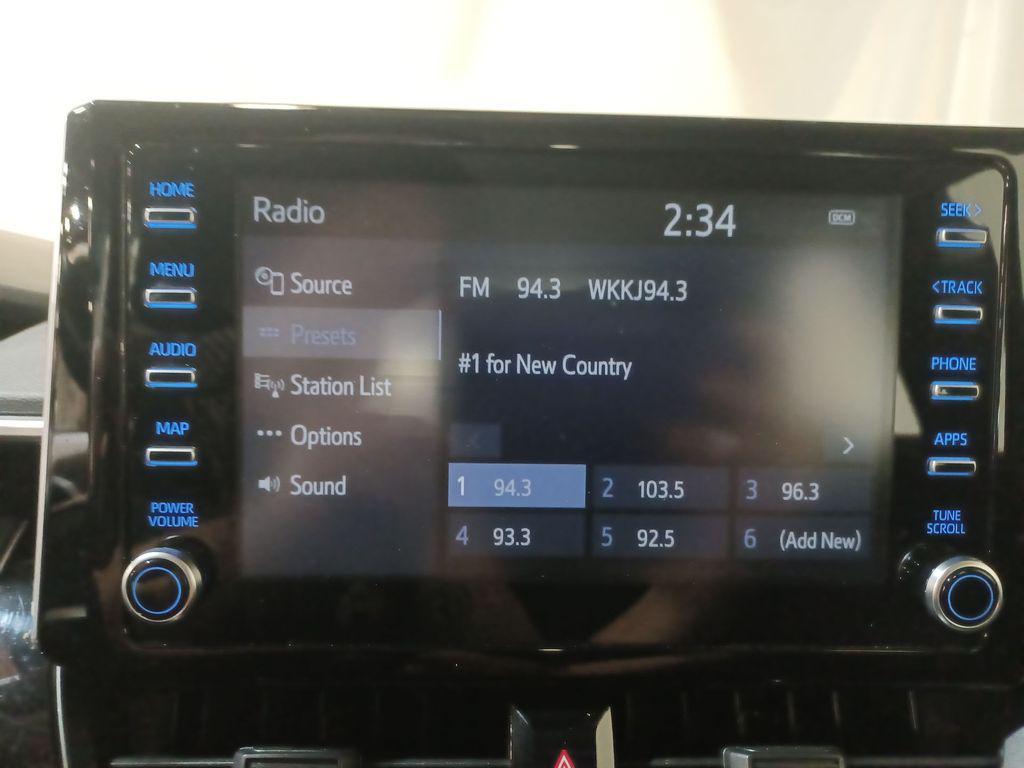 HOME
MENU
AUDIO
MAP
POWER
VOLUME
Radio 2:34 DCM
Source
Presets
Station List
Options
Sound
FM 94.3 WKKJ94.3
#1 for New Country
1 94.3 2 103.5 3 96.3
4 93.3 5 92.5 6 (Add New)
SEEK >
< TRACK
PHONE
APPS
TUNE
SCROLL